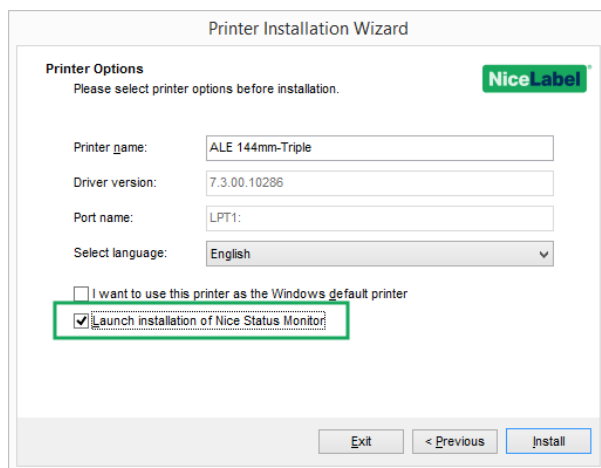 Printer Installation Wizard
Printer Options
Please select printer options before installation.
NiceLabel
Printer name: ALE 144mm-Triple
Driver version: 7.3.00.10286
Port name: LPT1:
Select language: English
I want to use this printer as the Windows default printer
Launch installation of Nice Status Monitor
Exit < Previous Install